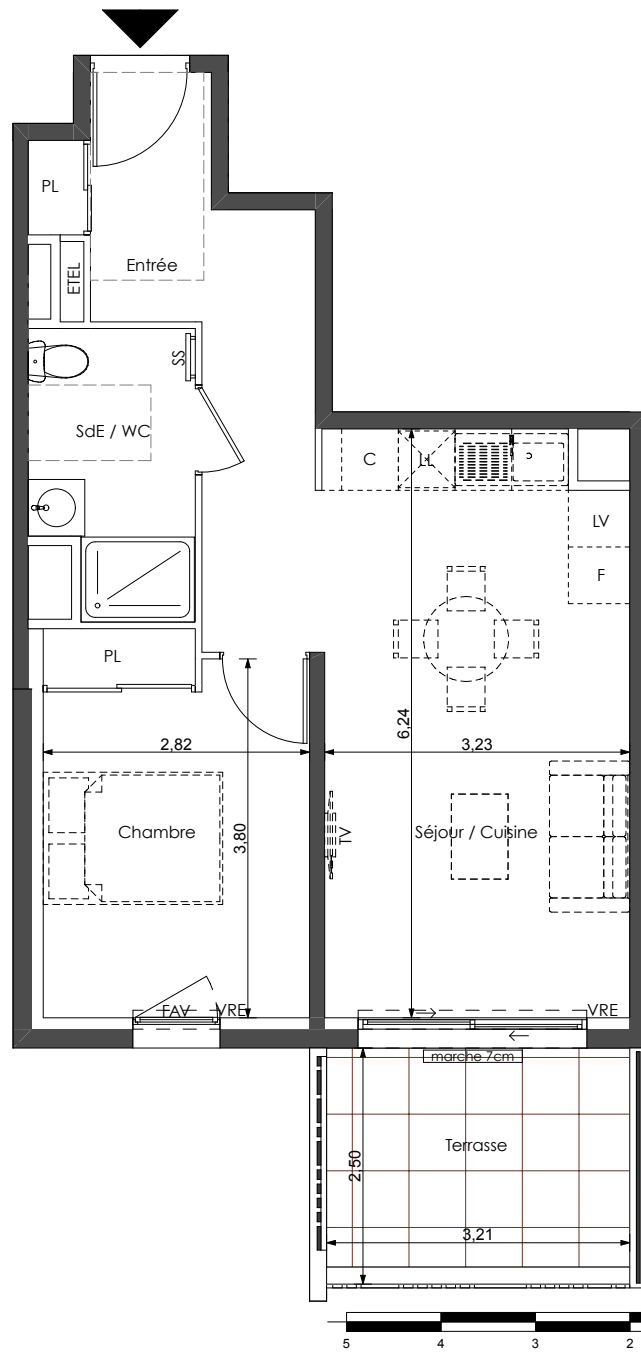 PL
ETEL
Entrée
SS
SdE / WC
C
LL
LV
F
PL
2,82
6,24
3,23
Chambre
3,80
TV
Séjour / Cuisine
FAV
VRE
VRE
marche 7cm
Terrasse
2,50
3,21
5 4 3 2